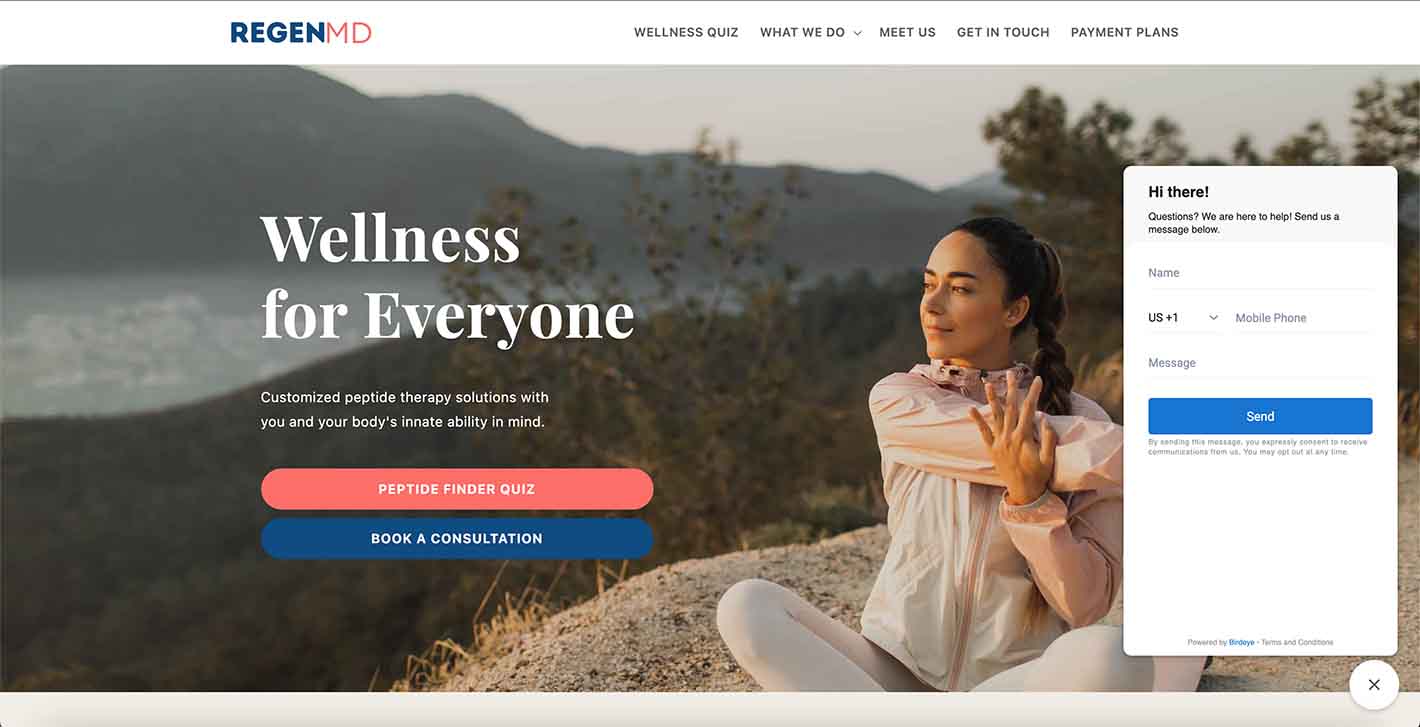 REGENMD
WELLNESS QUIZ
WHAT WE DO
MEET US
GET IN TOUCH
PAYMENT PLANS
Wellness
for Everyone
Customized peptide therapy solutions with
you and your body's innate ability in mind.
PEPTIDE FINDER QUIZ
BOOK A CONSULTATION
Hi there!
Questions? We are here to help! Send us a
message below.
Name
US +1
Mobile Phone
Message
Send
By sending this message, you expressly consent to receive
communications from us. You may opt out at any time.
Powered by Birdeye - Terms and Conditions